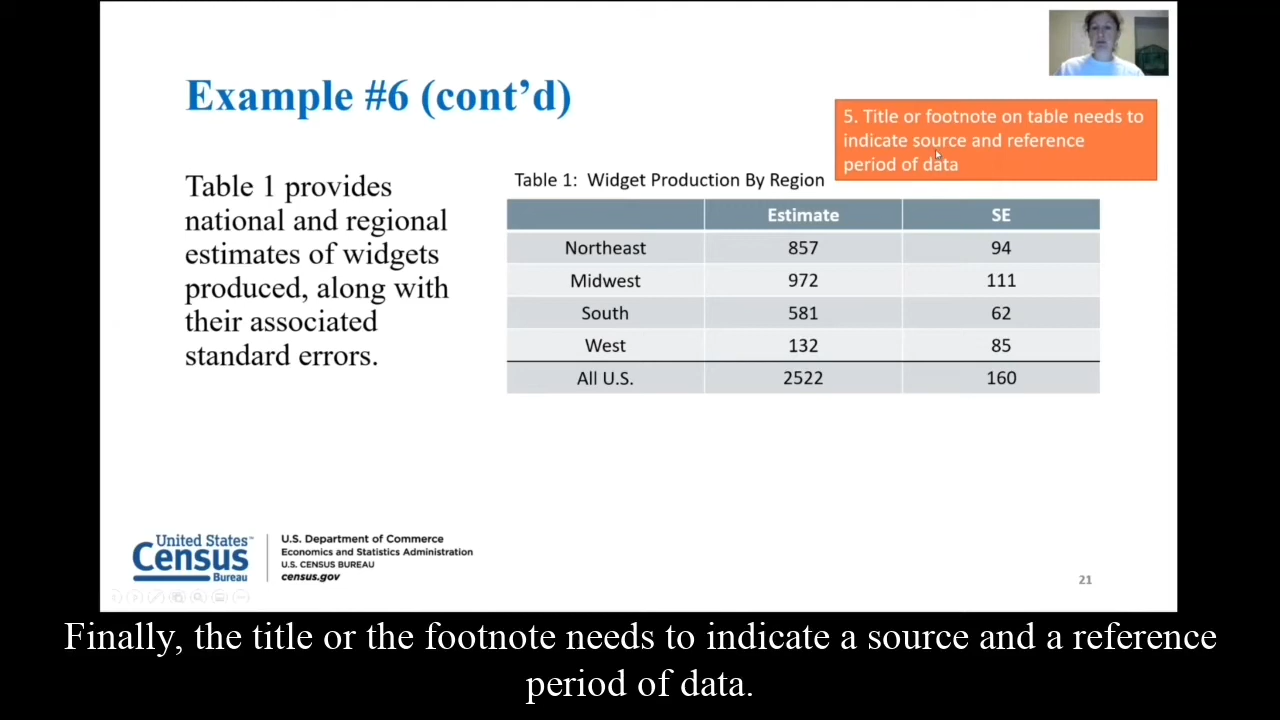 Example #6 (cont’d)
5. Title or footnote on table needs to
indicate source and reference
period of data
Table 1 provides
national and regional
estimates of widgets
produced, along with
their associated
standard errors.
Table 1:  Widget Production By Region
Estimate SE
Northeast 857 94
Midwest 972 111
South 581 62
West 132 85
All U.S. 2522 160
United States™
Census
Bureau
U.S. Department of Commerce
Economics and Statistics Administration
U.S. CENSUS BUREAU
census.gov
21
Finally, the title or the footnote needs to indicate a source and a reference
period of data.